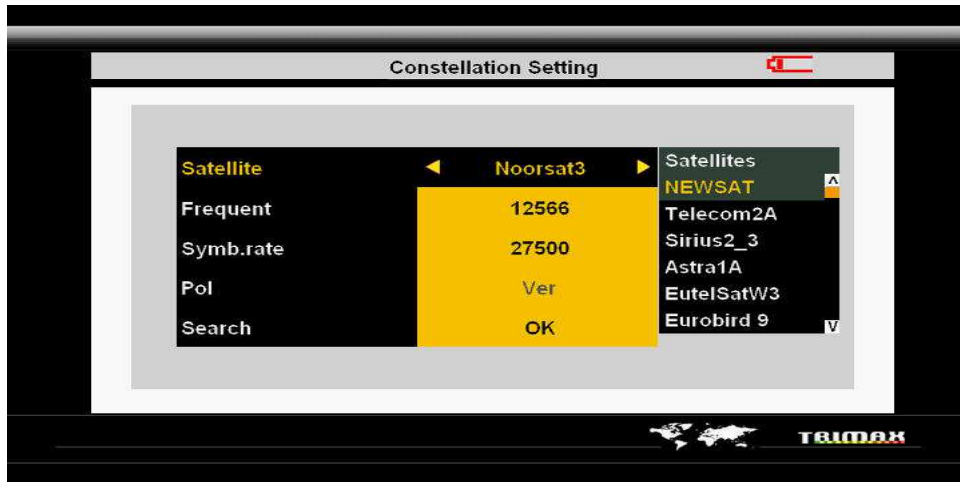 Constellation Setting
Satellite Noorsat3
Frequent 12566
Symb.rate 27500
Pol Ver
Search OK
Satellites
NEWSAT
Telecom2A
Sirius2_3
Astra1A
EutelSatW3
Eurobird 9
TRIMAX